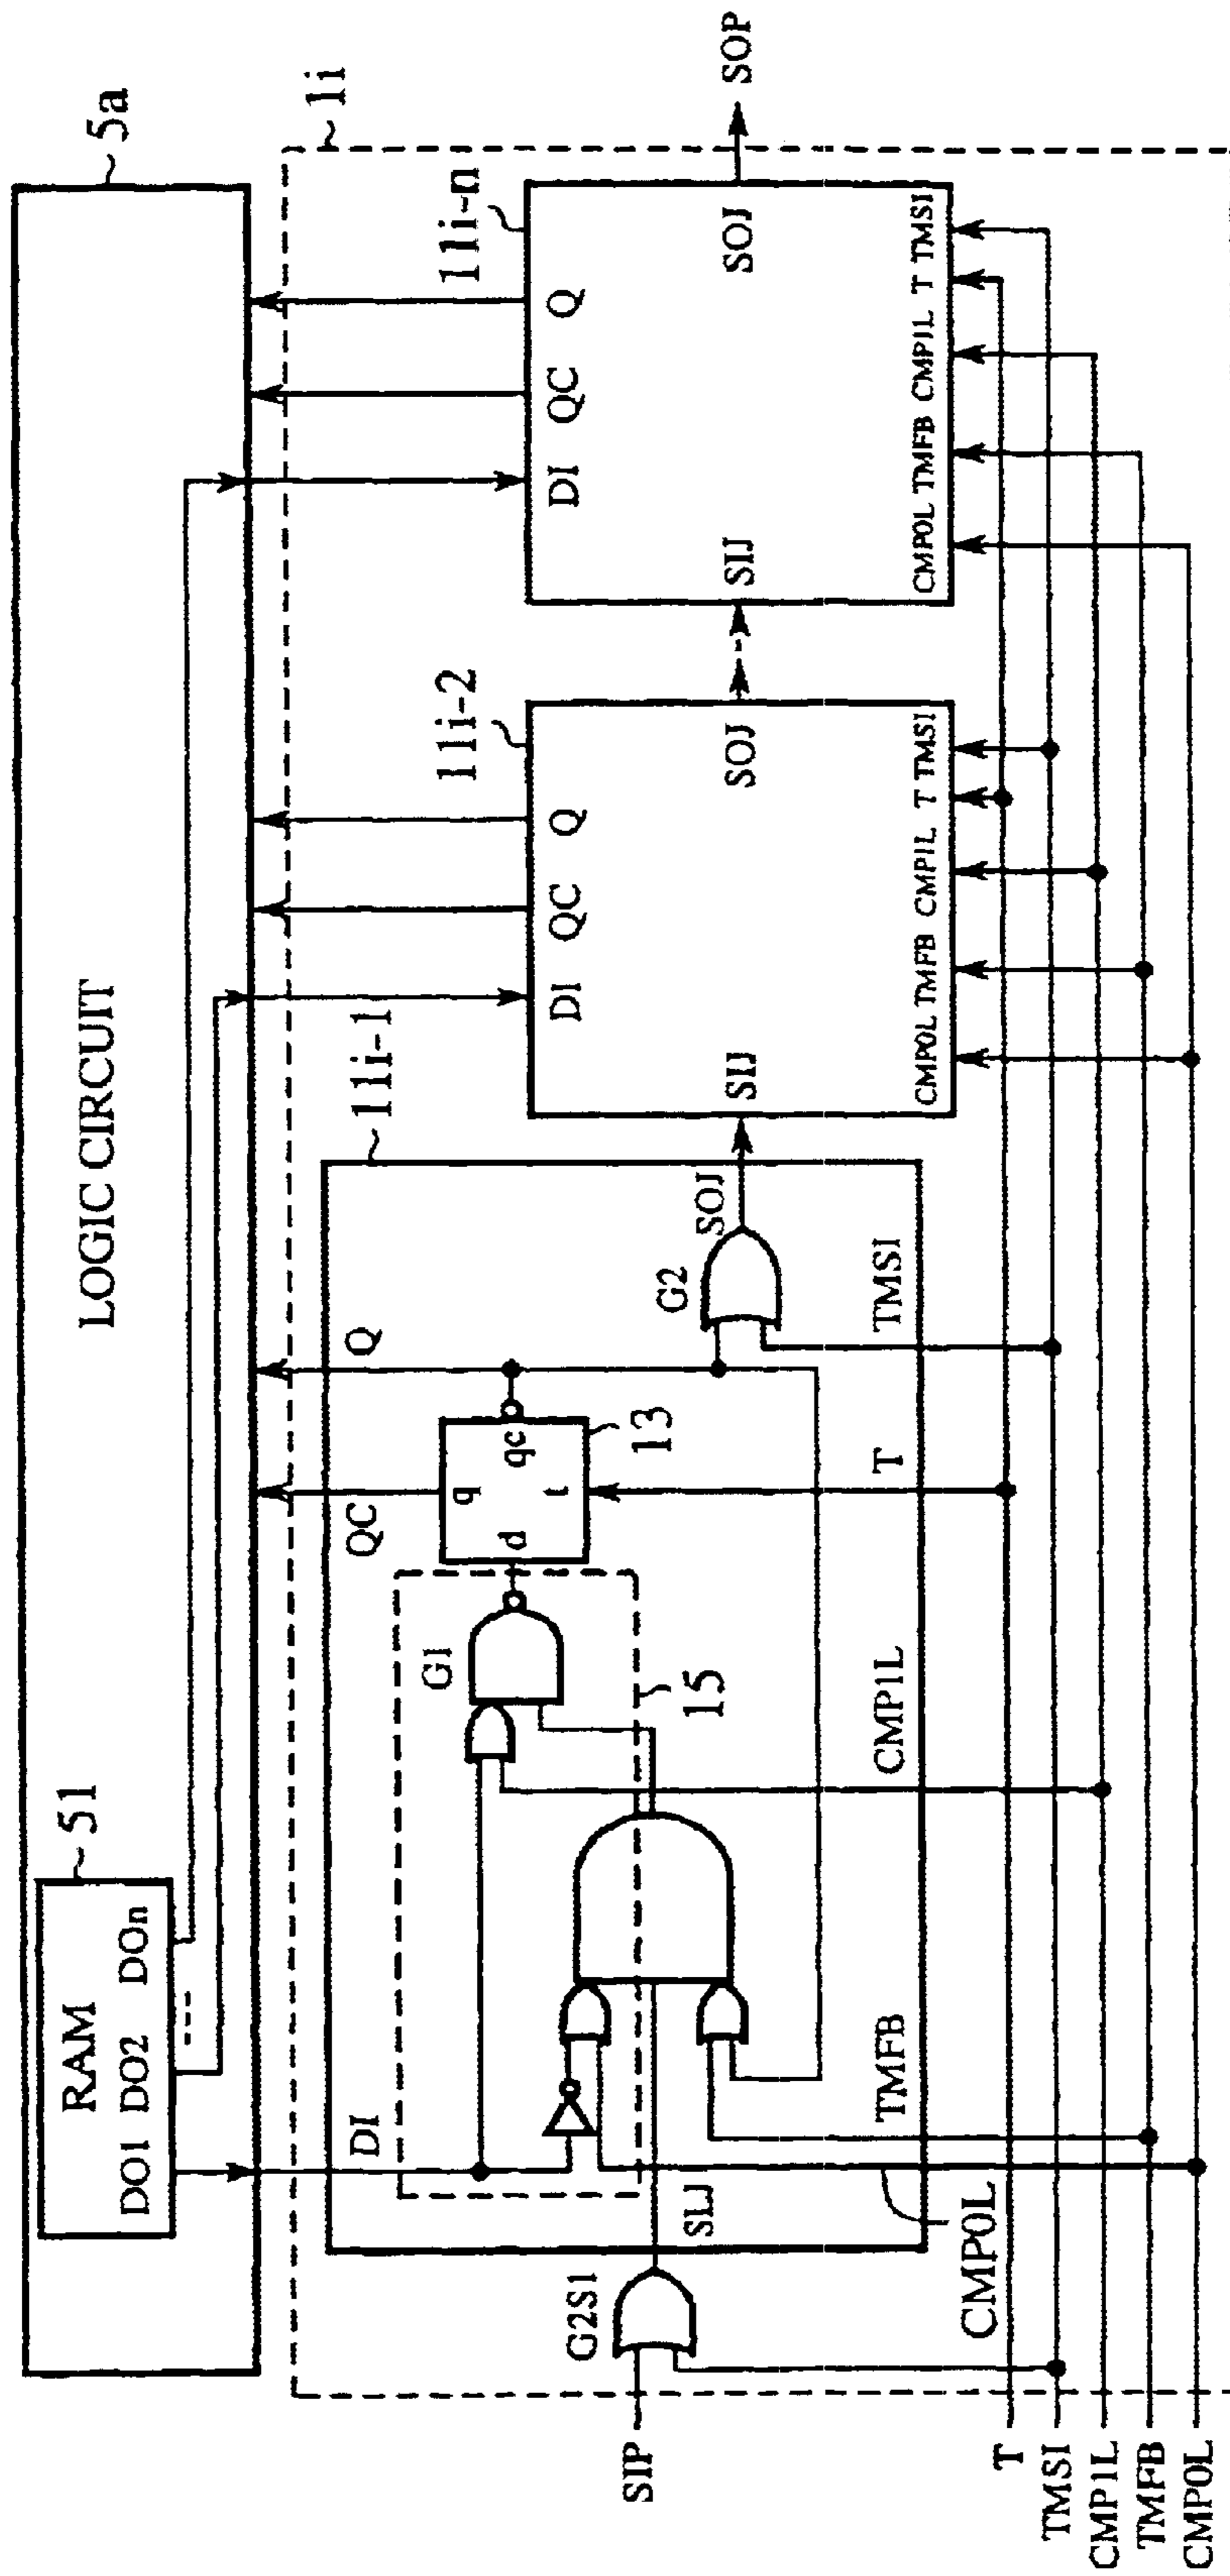 LOGIC CIRCUIT
5a
RAM
51
DO1 DO2 DOn
1i
11i-1
11i-2
11i-n
DI
QC
Q
G1
15
d
q
qc
t
13
G2
SOJ
G2S1
SIP
SIJ
CMP0L
TMFB
CMP1L
T
TMSI
DI
QC
Q
SIJ
SOJ
CMP0L TMFB CMP1L T TMSI
DI
QC
Q
SIJ
SOJ
CMP0L TMFB CMP1L T TMSI
SOP
T
TMSI
CMP1L
TMFB
CMP0L